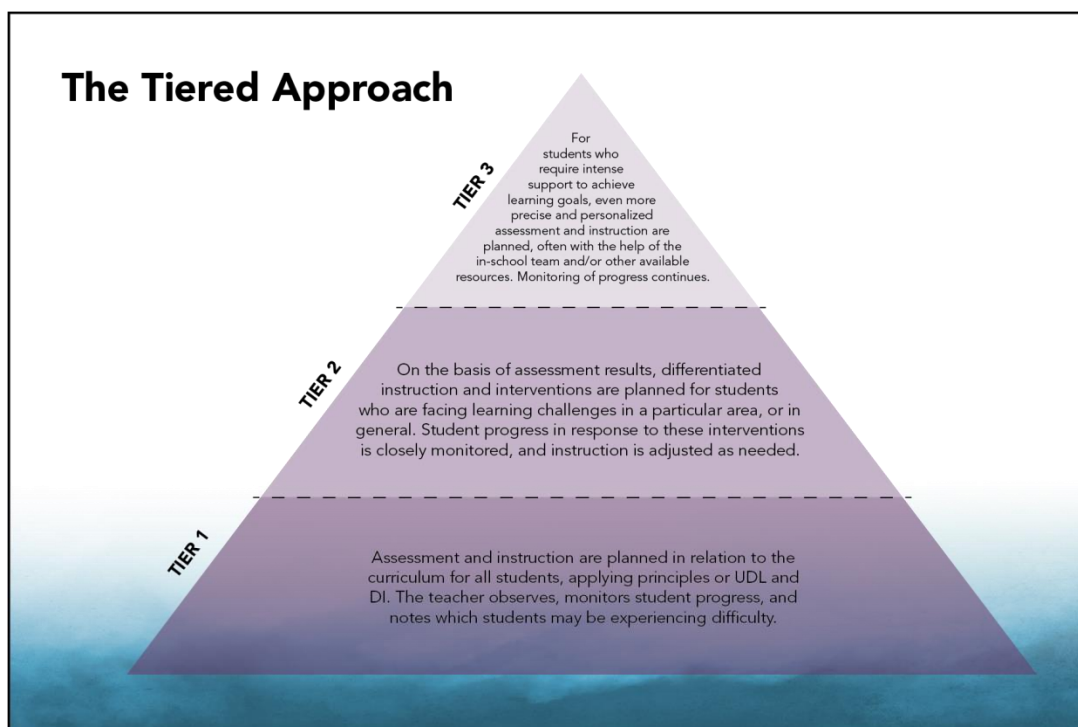 The Tiered Approach
TIER 3
For
students who
require intense
support to achieve
learning goals, even more
precise and personalized
assessment and instruction are
planned, often with the help of the
in-school team and/or other available
resources. Monitoring of progress continues.
TIER 2
On the basis of assessment results, differentiated
instruction and interventions are planned for students
who are facing learning challenges in a particular area, or in
general. Student progress in response to these interventions
is closely monitored, and instruction is adjusted as needed.
TIER 1
Assessment and instruction are planned in relation to the
curriculum for all students, applying principles or UDL and
DI. The teacher observes, monitors student progress, and
notes which students may be experiencing difficulty.